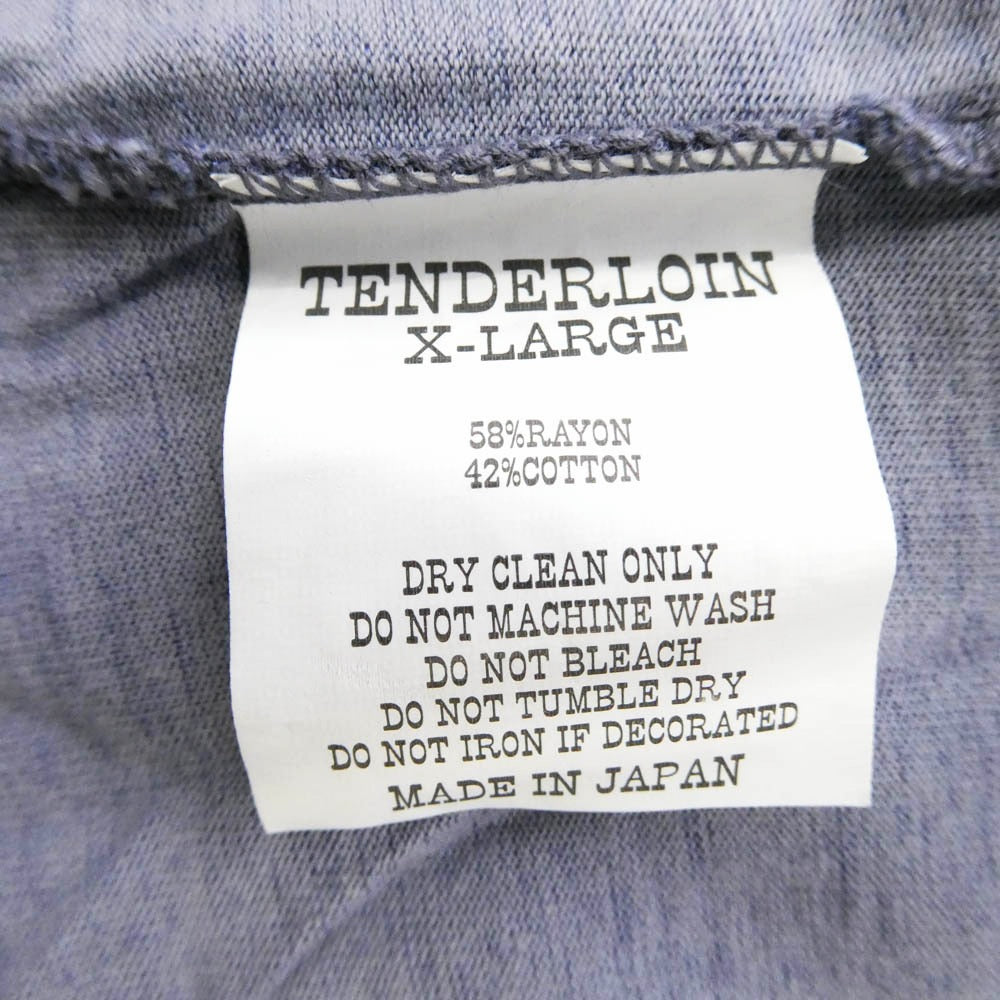 TENDERLOIN
X-LARGE
58%RAYON
42%COTTON
DRY CLEAN ONLY
DO NOT MACHINE WASH
DO NOT BLEACH
DO NOT TUMBLE DRY
DO NOT IRON IF DECORATED
MADE IN JAPAN